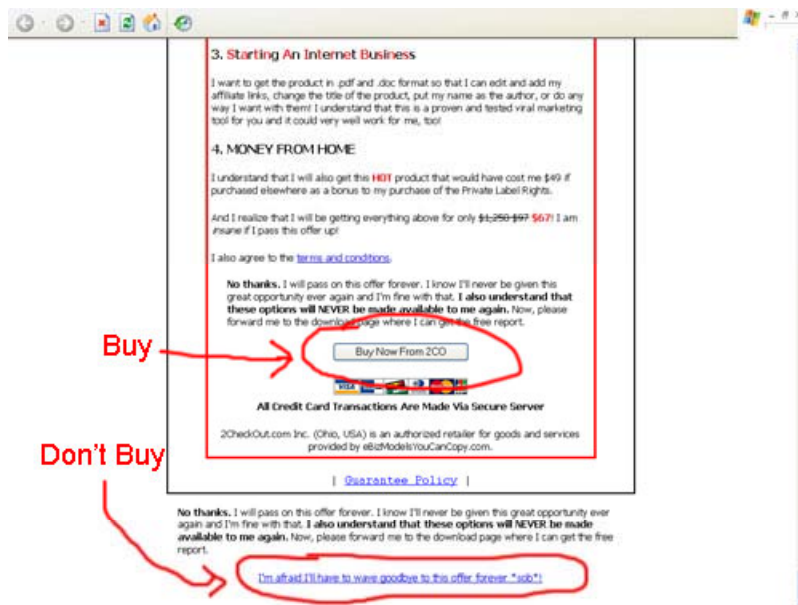 3. Starting An Internet Business
I want to get the product in .pdf and .doc format so that I can edit and add my
affiliate links, change the title of the product, put my name as the author, or do any
way I want with them! I understand that this is a proven and tested viral marketing
tool for you and it could very well work for me, too!
4. MONEY FROM HOME
I understand that I will also get this HOT product that would have cost me $49 if
purchased elsewhere as a bonus to my purchase of the Private Label Rights.
And I realize that I will be getting everything above for only $1,250 $97 $67! I am
insane if I pass this offer up!
I also agree to the terms and conditions.
No thanks. I will pass on this offer forever. I know I'll never be given this
great opportunity ever again and I'm fine with that. I also understand that
these options will NEVER be made available to me again. Now, please
forward me to the download page where I can get the free report.
Buy
Buy Now From 2CO
VISA
All Credit Card Transactions Are Made Via Secure Server
2CheckOut.com Inc. (Ohio, USA) is an authorized retailer for goods and services
provided by eBizModelsYouCanCopy.com.
Don't Buy
| Guarantee Policy |
No thanks. I will pass on this offer forever. I know I'll never be given this great opportunity ever
again and I'm fine with that. I also understand that these options will NEVER be made
available to me again. Now, please forward me to the download page where I can get the free
report.
I'm afraid I'll have to wave goodbye to this offer forever *sob*!